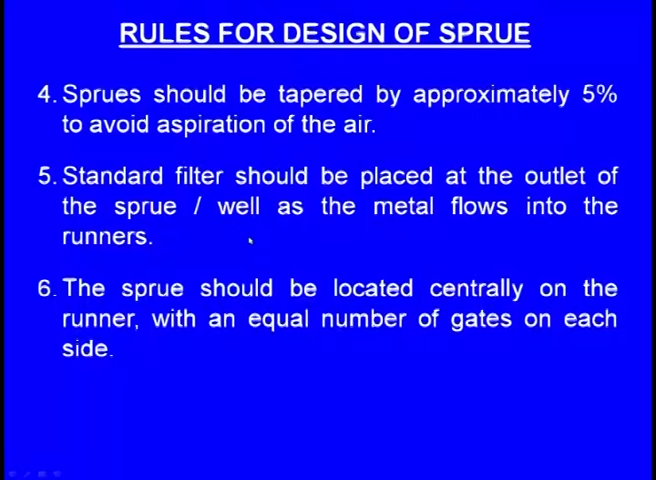 RULES FOR DESIGN OF SPRUE
4. Sprues should be tapered by approximately 5%
to avoid aspiration of the air.
5. Standard filter should be placed at the outlet of
the sprue / well as the metal flows into the
runners.
6. The sprue should be located centrally on the
runner, with an equal number of gates on each
side.